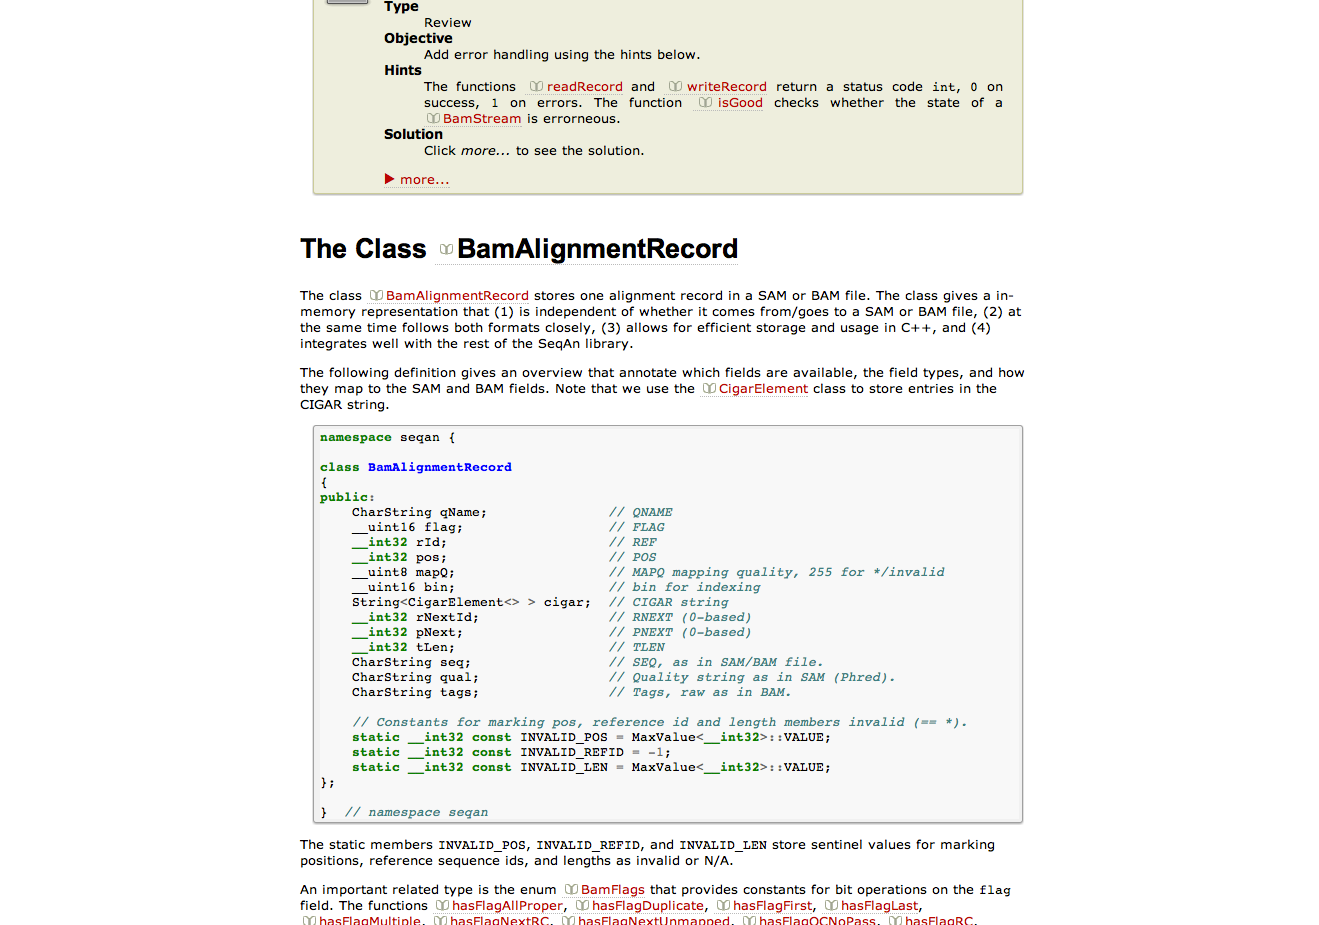 Type
Review
Objective
Add error handling using the hints below.
Hints
The functions readRecord and writeRecord return a status code int, 0 on
success, 1 on errors. The function isGood checks whether the state of a
BamStream is errorneous.
Solution
Click more... to see the solution.
more...
The Class BamAlignmentRecord
The class BamAlignmentRecord stores one alignment record in a SAM or BAM file. The class gives a in-
memory representation that (1) is independent of whether it comes from/goes to a SAM or BAM file, (2) at
the same time follows both formats closely, (3) allows for efficient storage and usage in C++, and (4)
integrates well with the rest of the SeqAn library.
The following definition gives an overview that annotate which fields are available, the field types, and how
they map to the SAM and BAM fields. Note that we use the CigarElement class to store entries in the
CIGAR string.
namespace seqan {
class BamAlignmentRecord
{
public:
CharString qName; // QNAME
__uint16 flag; // FLAG
__int32 rId; // REF
__int32 pos; // POS
__uint8 mapQ; // MAPQ mapping quality, 255 for */invalid
__uint16 bin; // bin for indexing
String<CigarElement<> > cigar; // CIGAR string
__int32 rNextId; // RNEXT (0-based)
__int32 pNext; // PNEXT (0-based)
__int32 tLen; // TLEN
CharString seq; // SEQ, as in SAM/BAM file.
CharString qual; // Quality string as in SAM (Phred).
CharString tags; // Tags, raw as in BAM.
// Constants for marking pos, reference id and length members invalid (== *).
static __int32 const INVALID_POS = MaxValue<__int32>::VALUE;
static __int32 const INVALID_REFID = -1;
static __int32 const INVALID_LEN = MaxValue<__int32>::VALUE;
};
} // namespace seqan
The static members INVALID_POS, INVALID_REFID, and INVALID_LEN store sentinel values for marking
positions, reference sequence ids, and lengths as invalid or N/A.
An important related type is the enum BamFlags that provides constants for bit operations on the flag
field. The functions hasFlagAllProper, hasFlagDuplicate, hasFlagFirst, hasFlagLast,
hasFlagMultiple, hasFlagNextRC, hasFlagNextUnmapped, hasFlagQCNoPass, hasFlagRC,